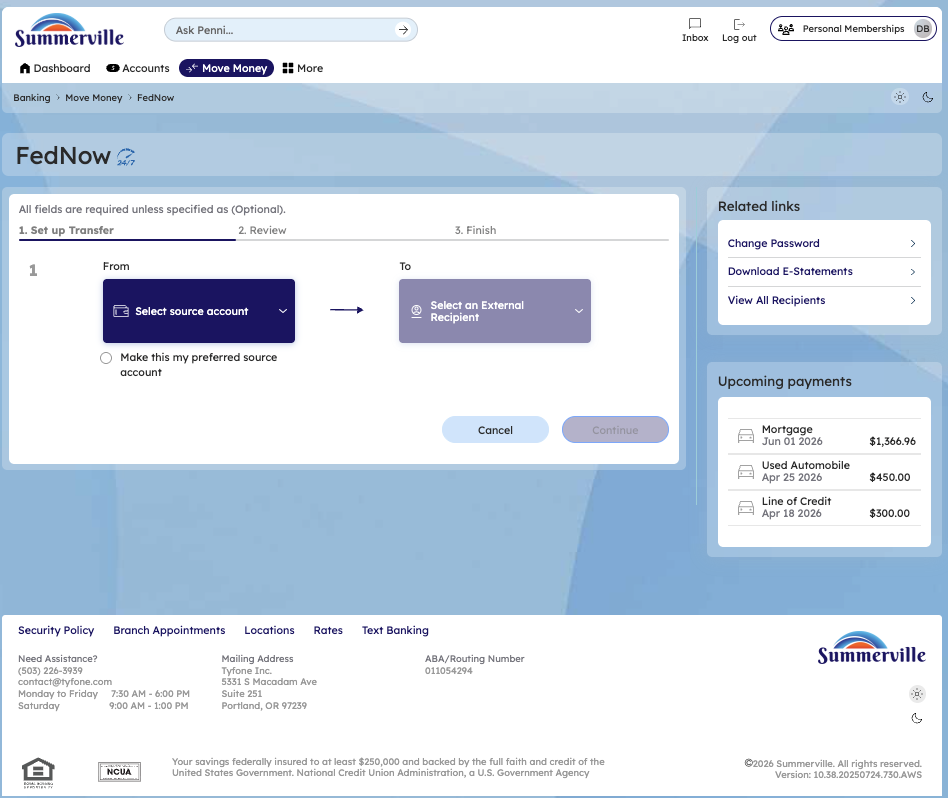 Summerville
Ask Penni...
Inbox
Log out
Personal Memberships
DB
Dashboard
Accounts
Move Money
More
Banking › Move Money › FedNow
FedNow 24/7
All fields are required unless specified as (Optional).
1. Set up Transfer
2. Review
3. Finish
1
From
Select source account
Make this my preferred source
account
To
Select an External
Recipient
Cancel
Continue
Related links
Change Password
Download E-Statements
View All Recipients
Upcoming payments
Mortgage
Jun 01 2026 $1,366.96
Used Automobile
Apr 25 2026 $450.00
Line of Credit
Apr 18 2026 $300.00
Security Policy
Branch Appointments
Locations
Rates
Text Banking
Need Assistance?
(503) 226-3939
contact@tyfone.com
Monday to Friday 7:30 AM - 6:00 PM
Saturday 9:00 AM - 1:00 PM
Mailing Address
Tyfone Inc.
5331 S Macadam Ave
Suite 251
Portland, OR 97239
ABA/Routing Number
011054294
Summerville
NCUA
Your savings federally insured to at least $250,000 and backed by the full faith and credit of the
United States Government. National Credit Union Administration, a U.S. Government Agency
©2026 Summerville. All rights reserved.
Version: 10.38.20250724.730.AWS